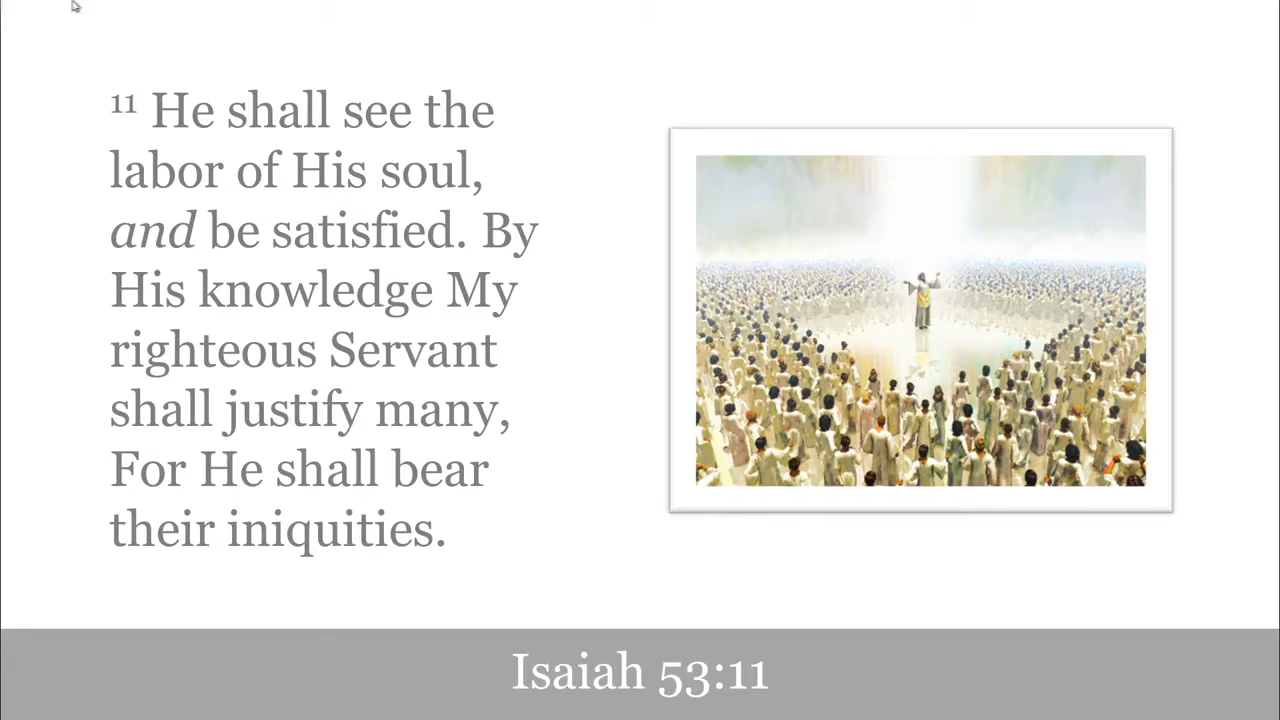 ¹¹ He shall see the
labor of His soul,
and be satisfied. By
His knowledge My
righteous Servant
shall justify many,
For He shall bear
their iniquities.
Isaiah 53:11